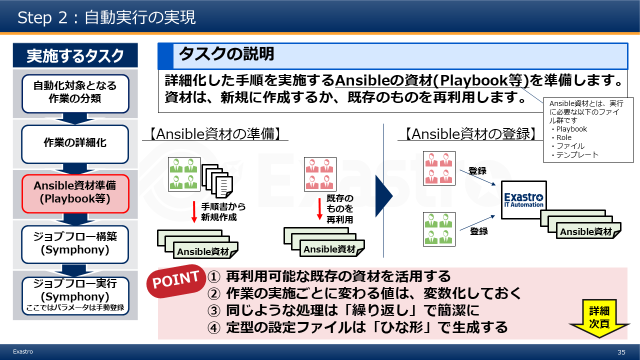 Step 2：自動実行の実現
実施するタスク
自動化対象となる
作業の分類
作業の詳細化
Ansible資材準備
(Playbook等)
ジョブフロー構築
(Symphony)
ジョブフロー実行
(Symphony)
ここではパラメータは手動登録
タスクの説明
詳細化した手順を実施するAnsibleの資材(Playbook等)を準備します。
資材は、新規に作成するか、既存のものを再利用します。
Ansible資材とは、実行
に必要な以下のファイ
ル群です
・Playbook
・Role
・ファイル
・テンプレート
【Ansible資材の準備】
手順書から
新規作成
Ansible資材
既存の
ものを
再利用
Ansible資材
【Ansible資材の登録】
登録
登録
Exastro
IT Automation
Ansible資材
Exastro
POINT
① 再利用可能な既存の資材を活用する
② 作業の実施ごとに変わる値は、変数化しておく
③ 同じような処理は「繰り返し」で簡潔に
④ 定型の設定ファイルは「ひな形」で生成する
詳細
次頁
Exastro
35